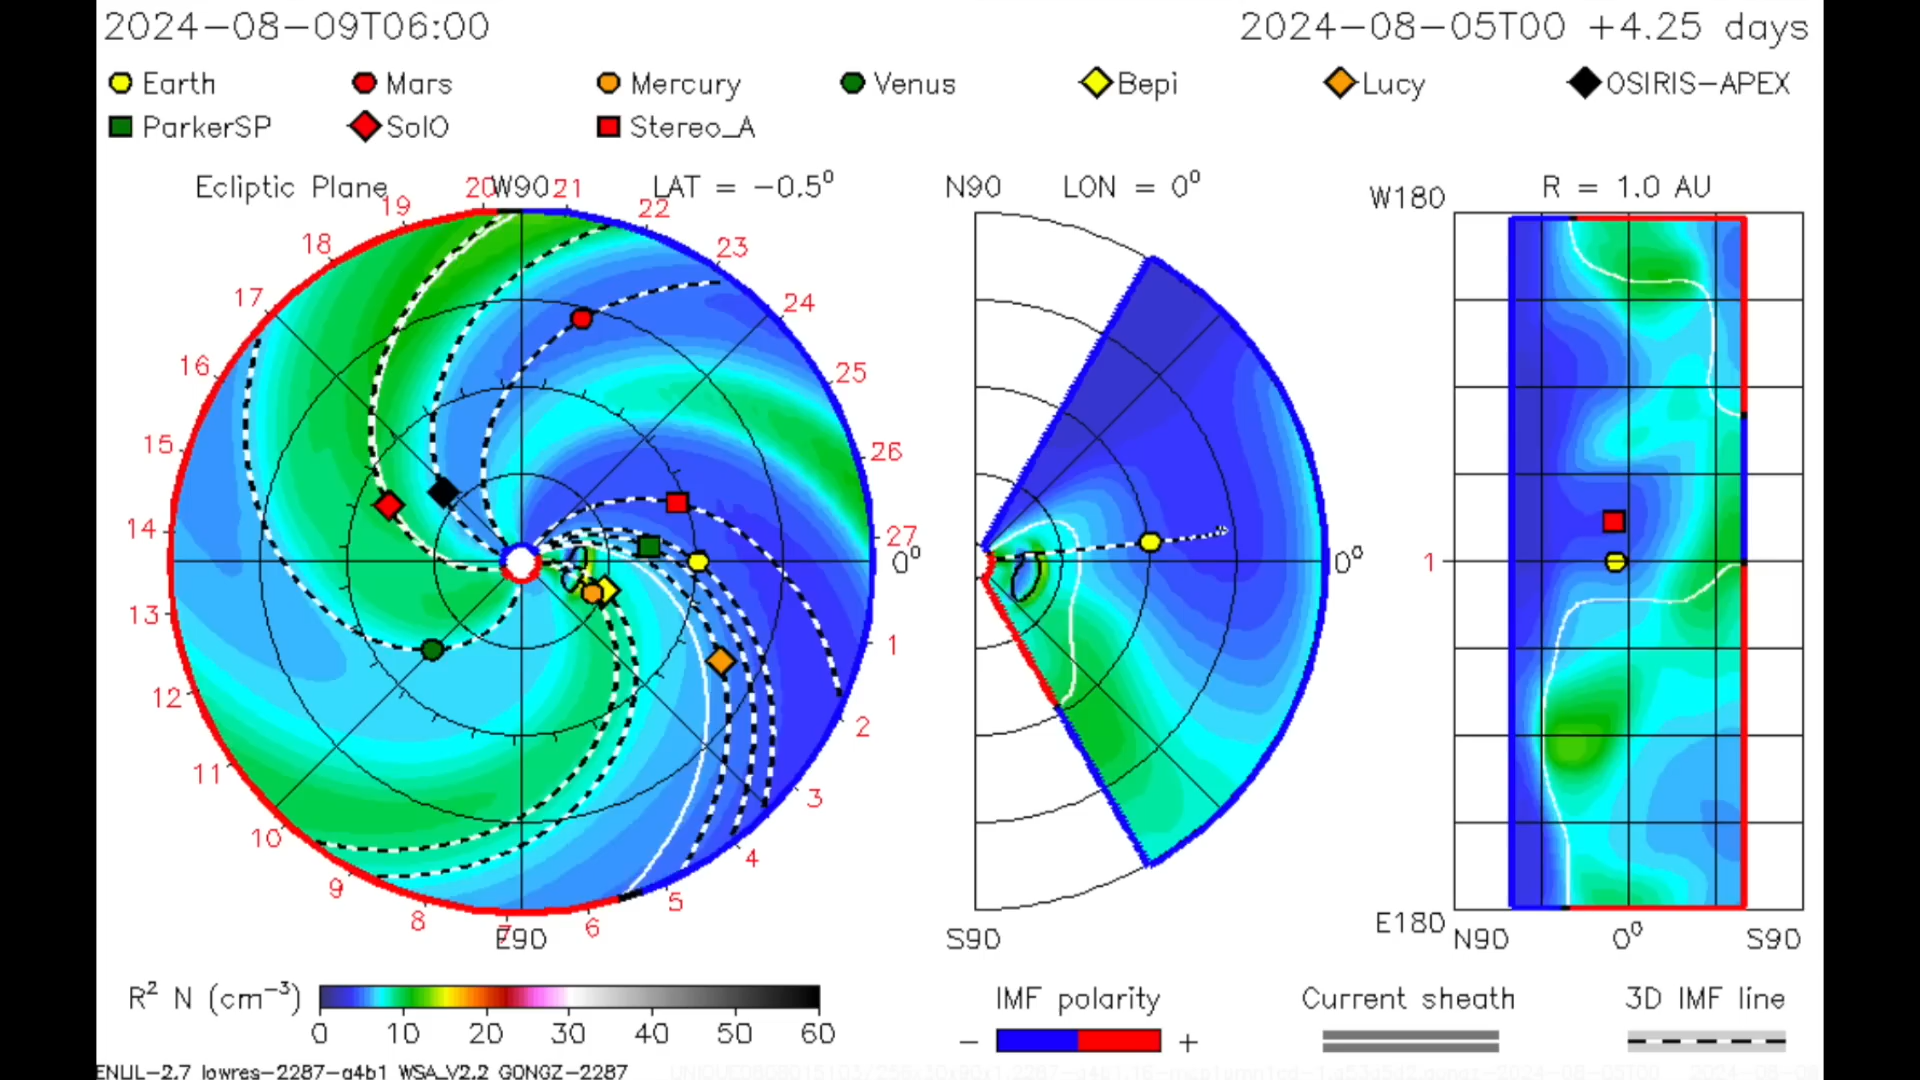 2024-08-09T06:00
2024-08-05T00 +4.25 days
Earth Mars Mercury Venus Bepi Lucy OSIRIS-APEX
ParkerSP SolO Stereo_A
Ecliptic Plane
LAT = -0.5°
N90 LON = 0°
W180
R = 1.0 AU
W90
19 20 21 22
18 23
17 24
16 25
15 26
14 27
0°
0°
1
13 1
12 2
11 3
10 4
9 5
8 7 6
E90
S90
E180
N90 0° S90
R² N (cm⁻³)
0 10 20 30 40 50 60
IMF polarity
- +
Current sheath
3D IMF line
ENLIL-2.7 lowres-2287-a4b1 WSA_V2.2 GONGZ-2287